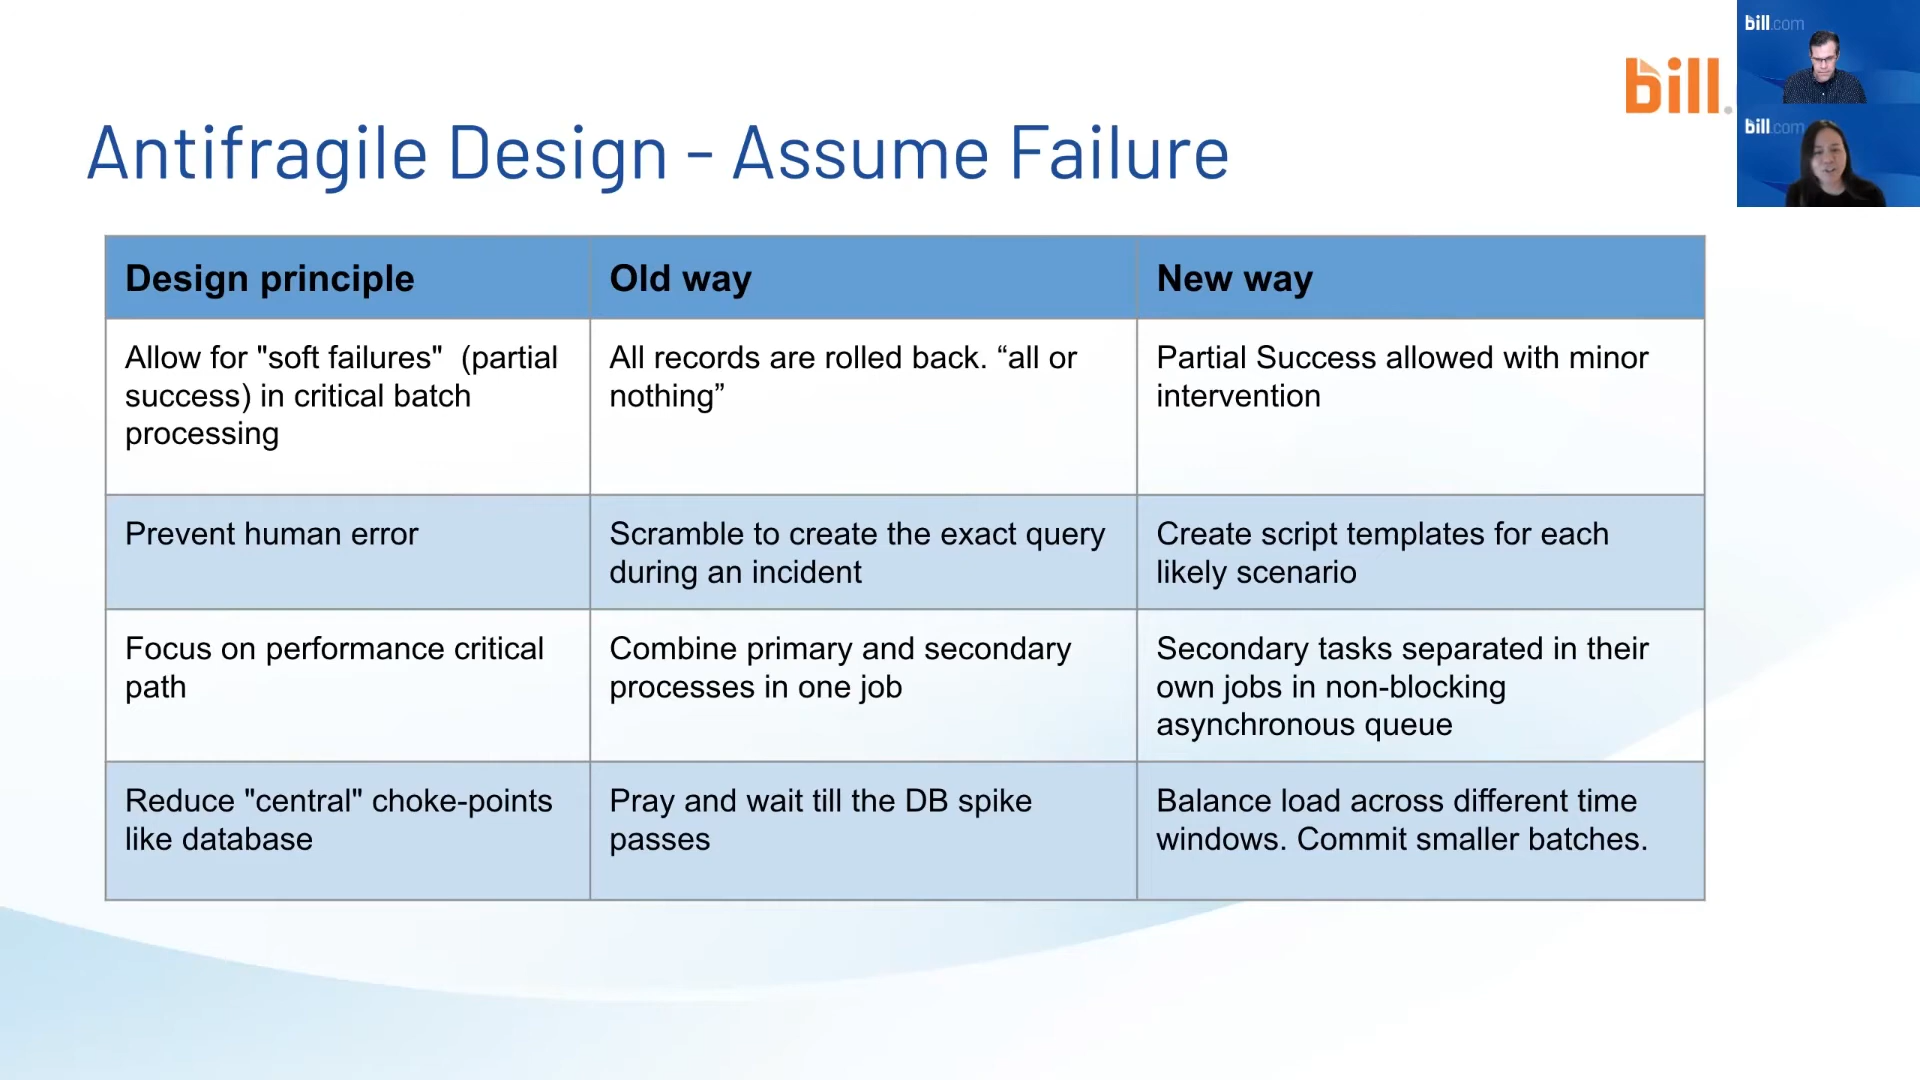 bill.com
bill.
bill.com
Antifragile Design - Assume Failure
Design principle
Old way
New way
Allow for "soft failures"  (partial
success) in critical batch
processing
All records are rolled back. “all or
nothing”
Partial Success allowed with minor
intervention
Prevent human error
Scramble to create the exact query
during an incident
Create script templates for each
likely scenario
Focus on performance critical
path
Combine primary and secondary
processes in one job
Secondary tasks separated in their
own jobs in non-blocking
asynchronous queue
Reduce "central" choke-points
like database
Pray and wait till the DB spike
passes
Balance load across different time
windows. Commit smaller batches.